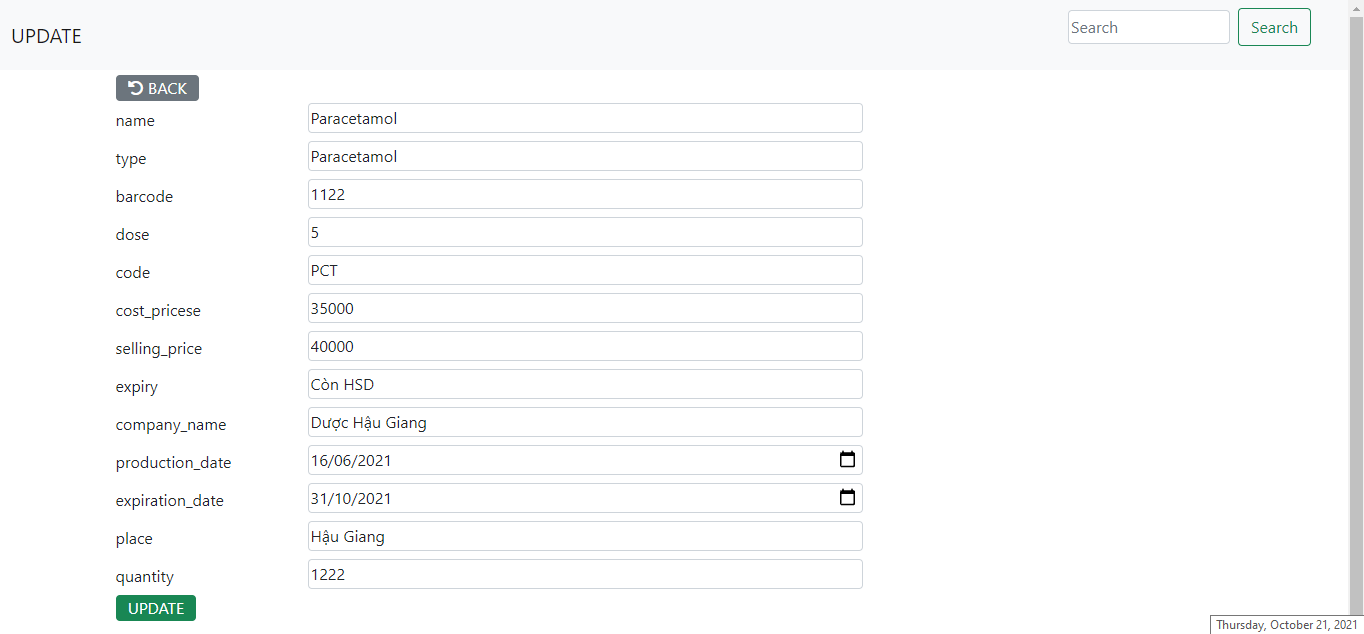 UPDATE
Search Search
BACK
name Paracetamol
type Paracetamol
barcode 1122
dose 5
code PCT
cost_pricese 35000
selling_price 40000
expiry Còn HSD
company_name Dược Hậu Giang
production_date 16/06/2021
expiration_date 31/10/2021
place Hậu Giang
quantity 1222
UPDATE
Thursday, October 21, 2021